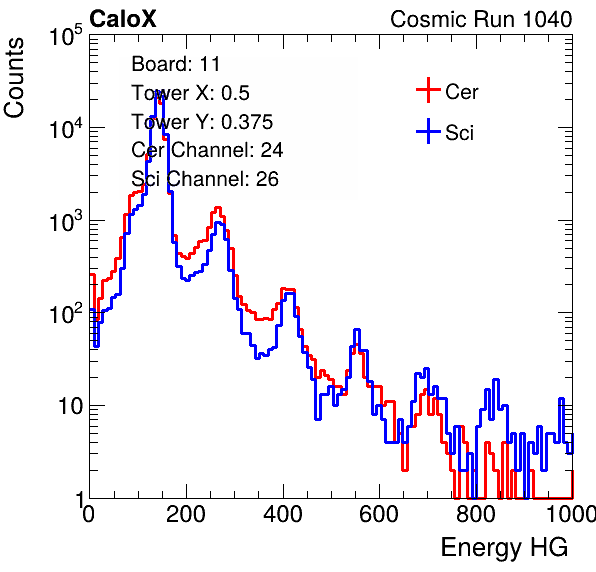 CaloX Cosmic Run 1040
Counts
10^5
10^4
10^3
10^2
10
1
Board: 11
Tower X: 0.5
Tower Y: 0.375
Cer Channel: 24
Sci Channel: 26
Cer
Sci
0 200 400 600 800 1000
Energy HG